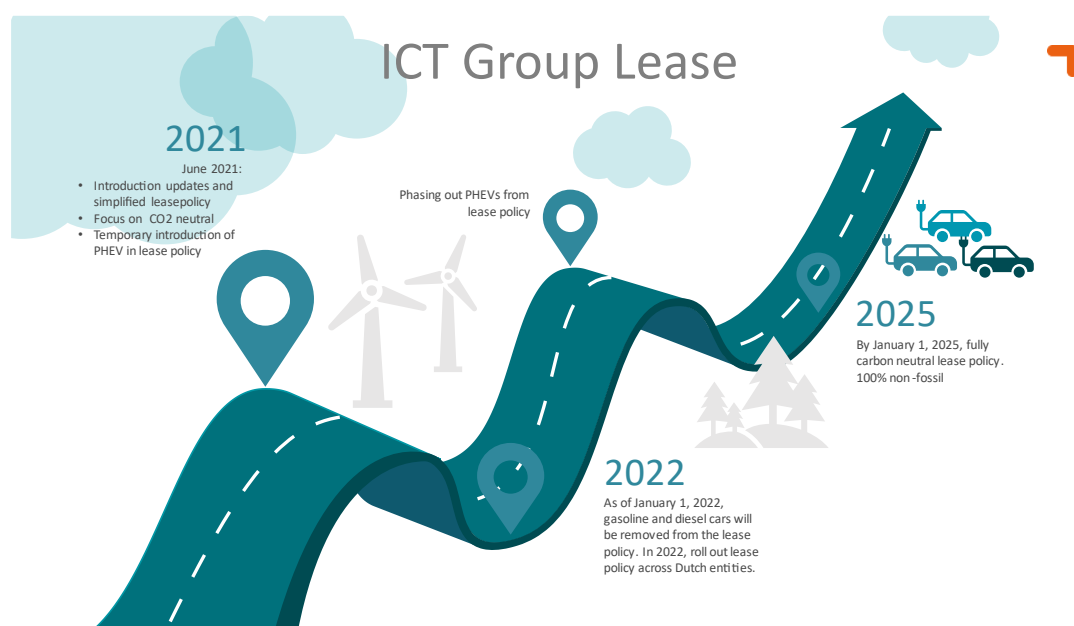 ICT Group Lease
2021
June 2021:
• Introduction updates and
simplified leasepolicy
• Focus on CO2 neutral
• Temporary introduction of
PHEV in lease policy
Phasing out PHEVs from
lease policy
2025
By January 1, 2025, fully
carbon neutral lease policy.
100% non-fossil
2022
As of January 1, 2022,
gasoline and diesel cars will
be removed from the lease
policy. In 2022, roll out lease
policy across Dutch entities.